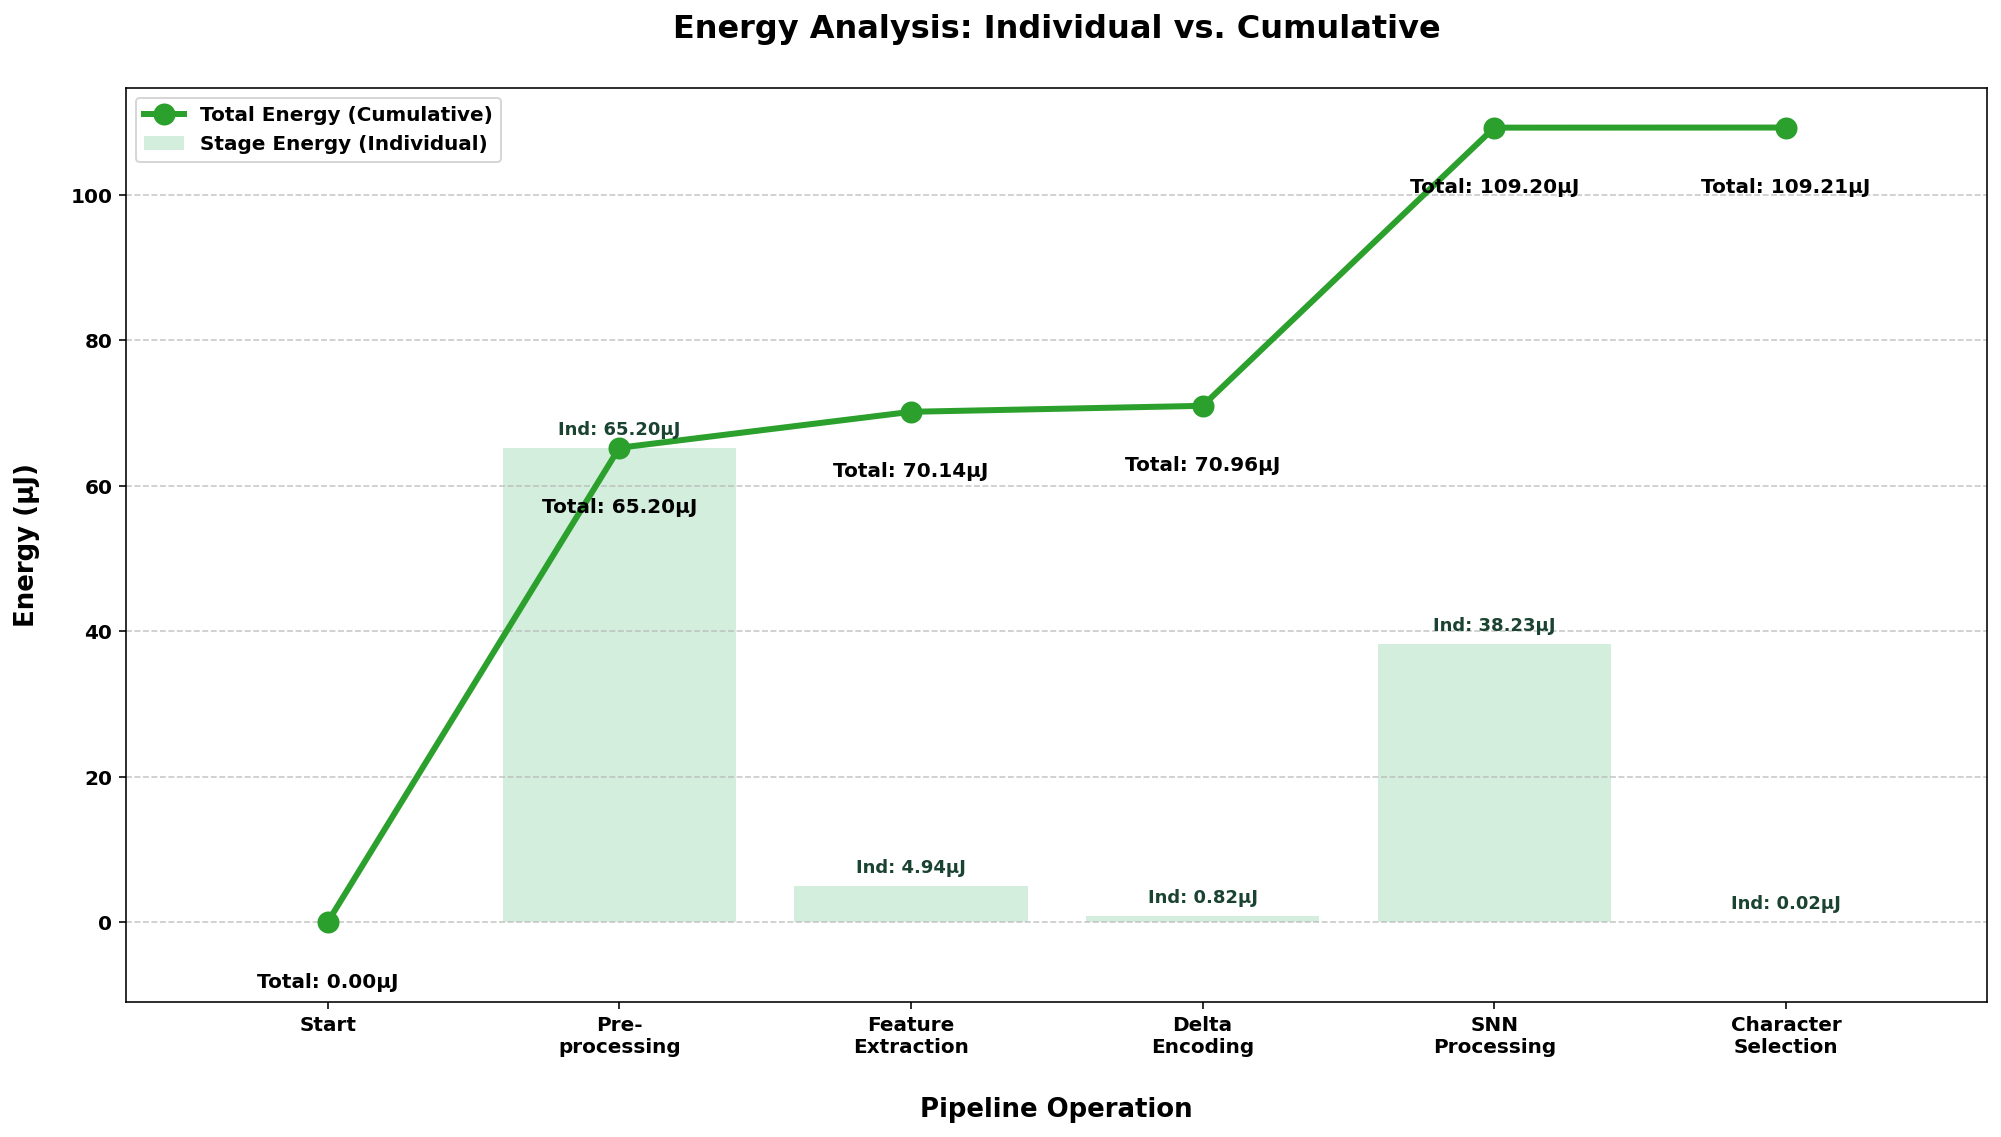 Energy Analysis: Individual vs. Cumulative
Total Energy (Cumulative)
Stage Energy (Individual)
Energy (µJ)
100
80
60
40
20
0
Total: 109.20µJ
Total: 109.21µJ
Ind: 65.20µJ
Total: 65.20µJ
Total: 70.14µJ
Total: 70.96µJ
Ind: 38.23µJ
Ind: 4.94µJ
Ind: 0.82µJ
Ind: 0.02µJ
Total: 0.00µJ
Start
Pre-
processing
Feature
Extraction
Delta
Encoding
SNN
Processing
Character
Selection
Pipeline Operation